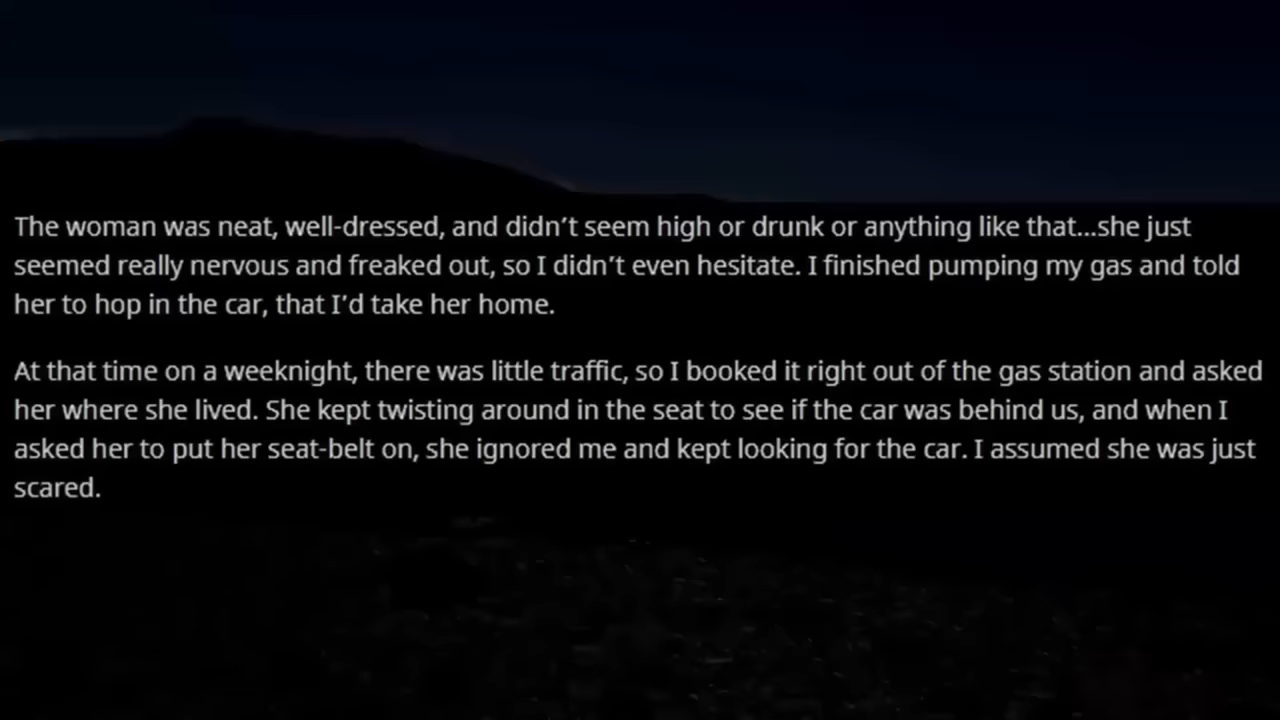 The woman was neat, well-dressed, and didn’t seem high or drunk or anything like that...she just
seemed really nervous and freaked out, so I didn’t even hesitate. I finished pumping my gas and told
her to hop in the car, that I’d take her home.
At that time on a weeknight, there was little traffic, so I booked it right out of the gas station and asked
her where she lived. She kept twisting around in the seat to see if the car was behind us, and when I
asked her to put her seat-belt on, she ignored me and kept looking for the car. I assumed she was just
scared.